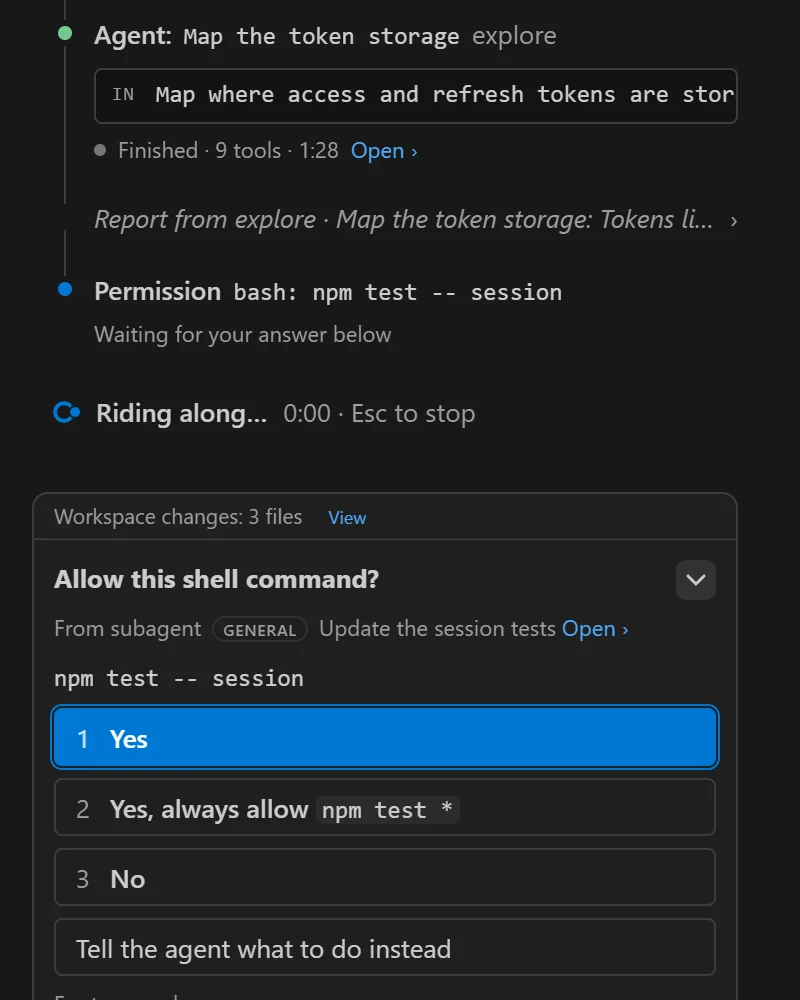 Agent: Map the token storage explore
IN Map where access and refresh tokens are stor
Finished · 9 tools · 1:28 Open ›
Report from explore · Map the token storage: Tokens li... ›
Permission bash: npm test -- session
Waiting for your answer below
Riding along... 0:00 · Esc to stop
Workspace changes: 3 files View
Allow this shell command?
From subagent GENERAL Update the session tests Open ›
npm test -- session
1 Yes
2 Yes, always allow npm test *
3 No
Tell the agent what to do instead